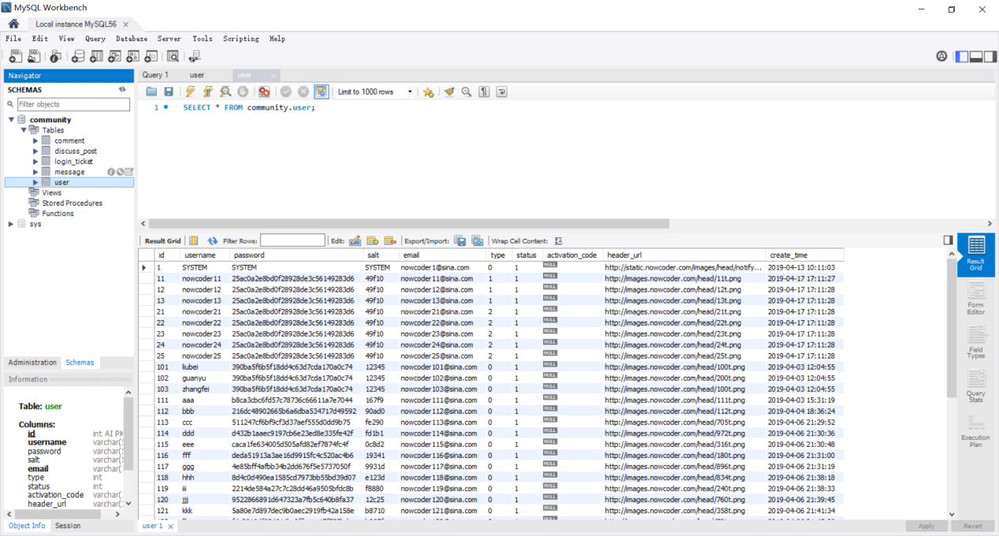 MySQL Workbench
Local instance MySQL56
File Edit View Query Database Server Tools Scripting Help
Navigator
SCHEMAS
Filter objects
community
Tables
comment
discuss_post
login_ticket
message
user
Views
Stored Procedures
Functions
sys
Administration Schemas
Information
Table: user
Columns:
id int AI PK
username varchar(
password varchar(
salt varchar(
email varchar(
type int
status int
activation_code varchar(
header_url varchar(
Object Info Session
Query 1 user user
Limit to 1000 rows
1 SELECT * FROM community.user;
Result Grid Filter Rows: Edit: Export/Import: Wrap Cell Content:
id username password salt email type status activation_code header_url create_time
1 SYSTEM SYSTEM SYSTEM nowcoder1@sina.com 0 1 NULL http://static.nowcoder.com/images/head/notify... 2019-04-13 10:11:03
11 nowcoder11 25ac0a2e8bd0f28928de3c56149283d6 49f10 nowcoder11@sina.com 1 1 NULL http://images.nowcoder.com/head/11t.png 2019-04-17 17:11:27
12 nowcoder12 25ac0a2e8bd0f28928de3c56149283d6 49f10 nowcoder12@sina.com 1 1 NULL http://images.nowcoder.com/head/12t.png 2019-04-17 17:11:28
13 nowcoder13 25ac0a2e8bd0f28928de3c56149283d6 49f10 nowcoder13@sina.com 1 1 NULL http://images.nowcoder.com/head/13t.png 2019-04-17 17:11:28
21 nowcoder21 25ac0a2e8bd0f28928de3c56149283d6 49f10 nowcoder21@sina.com 2 1 NULL http://images.nowcoder.com/head/21t.png 2019-04-17 17:11:28
22 nowcoder22 25ac0a2e8bd0f28928de3c56149283d6 49f10 nowcoder22@sina.com 2 1 NULL http://images.nowcoder.com/head/22t.png 2019-04-17 17:11:28
23 nowcoder23 25ac0a2e8bd0f28928de3c56149283d6 49f10 nowcoder23@sina.com 2 1 NULL http://images.nowcoder.com/head/23t.png 2019-04-17 17:11:28
24 nowcoder24 25ac0a2e8bd0f28928de3c56149283d6 49f10 nowcoder24@sina.com 2 1 NULL http://images.nowcoder.com/head/24t.png 2019-04-17 17:11:28
25 nowcoder25 25ac0a2e8bd0f28928de3c56149283d6 49f10 nowcoder25@sina.com 2 1 NULL http://images.nowcoder.com/head/25t.png 2019-04-17 17:11:28
101 liubei 390ba5f6b5f18dd4c63d7cda170a0c74 12345 nowcoder101@sina.com 0 1 NULL http://images.nowcoder.com/head/100t.png 2019-04-03 12:04:55
102 guanyu 390ba5f6b5f18dd4c63d7cda170a0c74 12345 nowcoder102@sina.com 0 1 NULL http://images.nowcoder.com/head/200t.png 2019-04-03 12:04:55
103 zhangfei 390ba5f6b5f18dd4c63d7cda170a0c74 12345 nowcoder103@sina.com 0 1 NULL http://images.nowcoder.com/head/100t.png 2019-04-03 12:04:55
111 aaa b8ca3cbc6fd57c78736c66611a7e7044 167f9 nowcoder111@sina.com 0 1 NULL http://images.nowcoder.com/head/111t.png 2019-04-03 15:31:19
112 bbb 216dc48902665b6a6dba534717d49592 90ad0 nowcoder112@sina.com 0 1 NULL http://images.nowcoder.com/head/112t.png 2019-04-04 18:36:24
113 ccc 511247cf6bf9cf3d37aef555d0dd9b75 fe290 nowcoder113@sina.com 0 1 NULL http://images.nowcoder.com/head/705t.png 2019-04-06 21:29:52
114 ddd d432b1aaec9197cb6e23ed8e335fe42f fd1b1 nowcoder114@sina.com 0 1 NULL http://images.nowcoder.com/head/972t.png 2019-04-06 21:30:36
115 eee caca1fe634005d505afd82ef7874fc4f 0c8d2 nowcoder115@sina.com 0 1 NULL http://images.nowcoder.com/head/316t.png 2019-04-06 21:30:48
116 fff deda51913a3ae16d9915fc4c520ac4b6 19341 nowcoder116@sina.com 0 1 NULL http://images.nowcoder.com/head/180t.png 2019-04-06 21:31:00
117 ggg 4e85bff4afbb34b2dd676f5e5737050f 9931d nowcoder117@sina.com 0 1 NULL http://images.nowcoder.com/head/896t.png 2019-04-06 21:31:19
118 hhh 8d4c0d490ea1585cd7973bb55bd39d07 e123d nowcoder118@sina.com 0 1 NULL http://images.nowcoder.com/head/834t.png 2019-04-06 21:38:18
119 iii 2214de584a27c7c28dd46a9505bfdc8b f8880 nowcoder119@sina.com 0 1 NULL http://images.nowcoder.com/head/240t.png 2019-04-06 21:38:33
120 jjj 9522866891d647323a7fb5c640b8fa37 12c25 nowcoder120@sina.com 0 1 NULL http://images.nowcoder.com/head/760t.png 2019-04-06 21:39:45
121 kkk 5a80e7d897dec9b0aec2919fb42a158e b8710 nowcoder121@sina.com 0 1 NULL http://images.nowcoder.com/head/358t.png 2019-04-06 21:41:34
user 1
Result Grid
Form Editor
Field Types
Query Stats
Execution Plan
Apply Revert